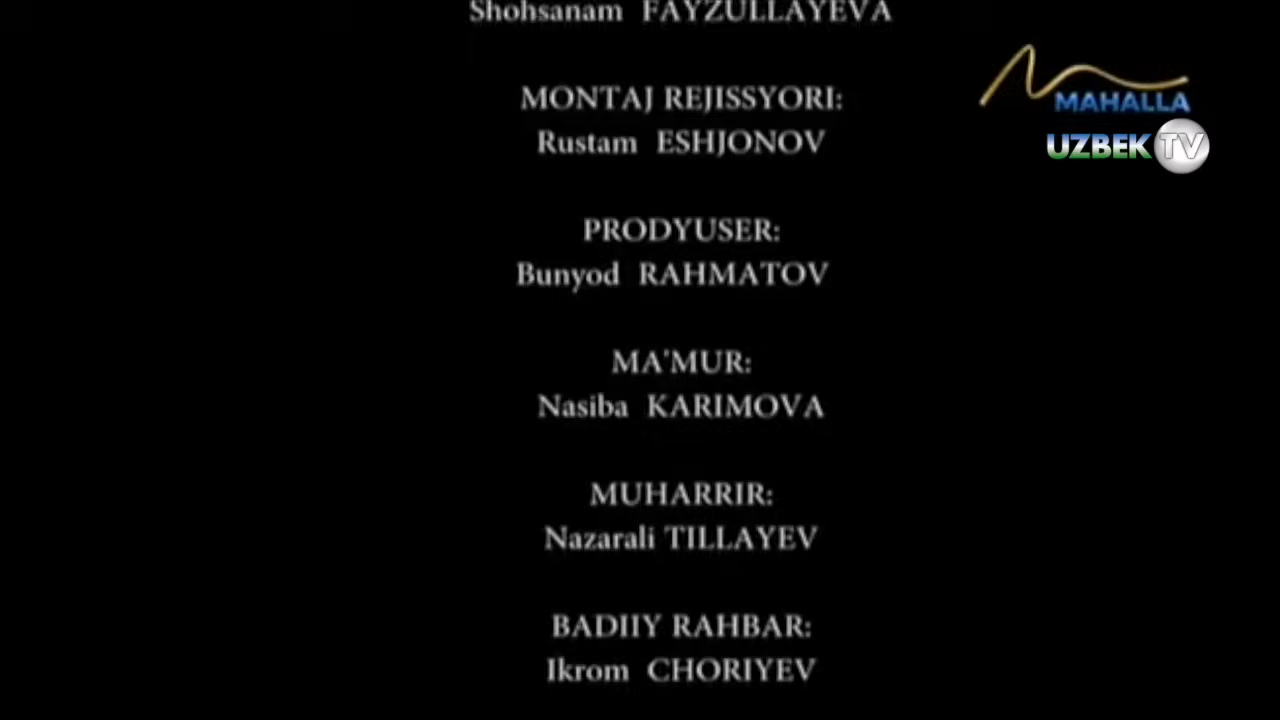 Shohsanam FAYZULLAYEVA
MONTAJ REJISSYORI:
Rustam ESHJONOV
PRODYUSER:
Bunyod RAHMATOV
MA'MUR:
Nasiba KARIMOVA
MUHARRIR:
Nazarali TILLAYEV
BADIIY RAHBAR:
Ikrom CHORIYEV
MAHALLA
UZBEK TV